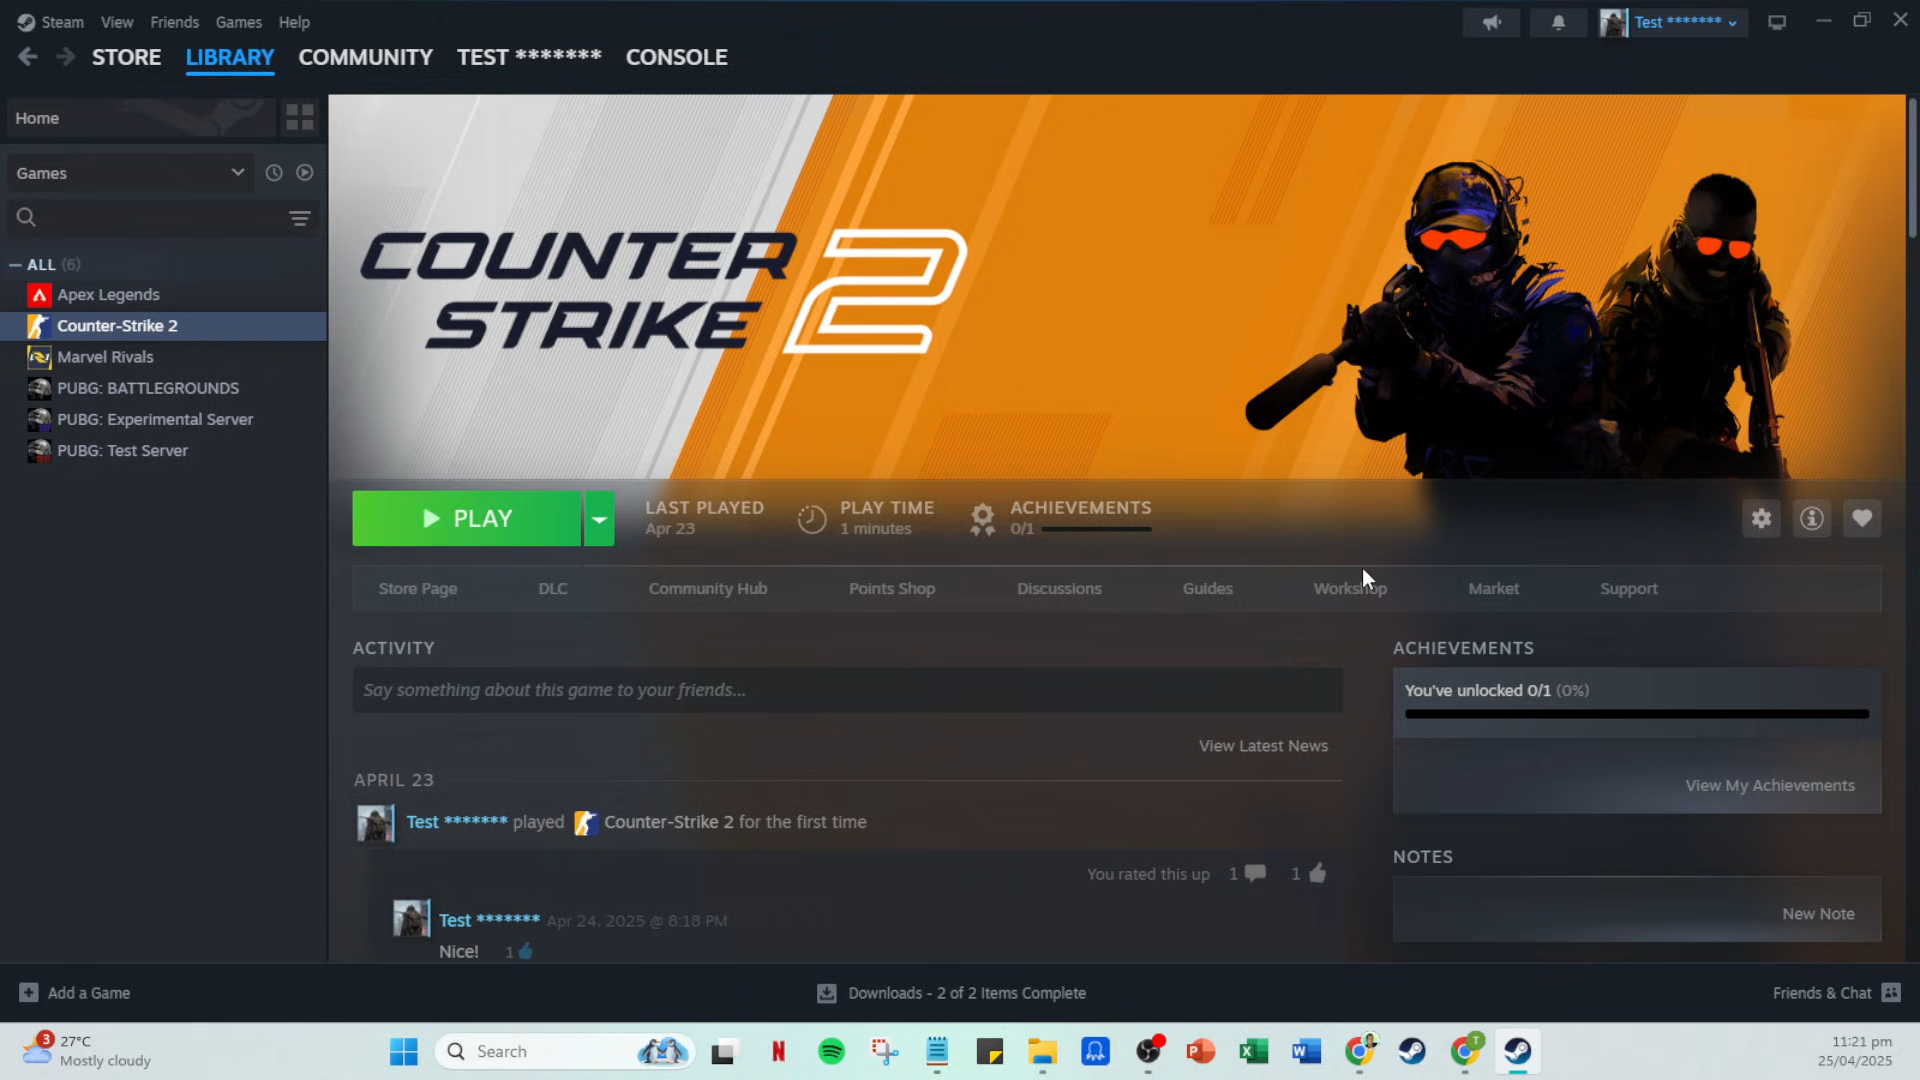 Steam View Friends Games Help
Test *******
STORE LIBRARY COMMUNITY TEST ******* CONSOLE
Home
Games
ALL (6)
Apex Legends
Counter-Strike 2
Marvel Rivals
PUBG: BATTLEGROUNDS
PUBG: Experimental Server
PUBG: Test Server
COUNTER
STRIKE 2
PLAY
LAST PLAYED
Apr 23
PLAY TIME
1 minutes
ACHIEVEMENTS
0/1
Store Page DLC Community Hub Points Shop Discussions Guides Workshop Market Support
ACTIVITY
Say something about this game to your friends...
View Latest News
APRIL 23
Test ******* played Counter-Strike 2 for the first time
You rated this up 1 1
Test ******* Apr 24, 2025 @ 8:18 PM
Nice! 1
ACHIEVEMENTS
You've unlocked 0/1 (0%)
View My Achievements
NOTES
New Note
Add a Game
Downloads - 2 of 2 Items Complete
Friends & Chat
3
27°C
Mostly cloudy
Search
11:21 pm
25/04/2025